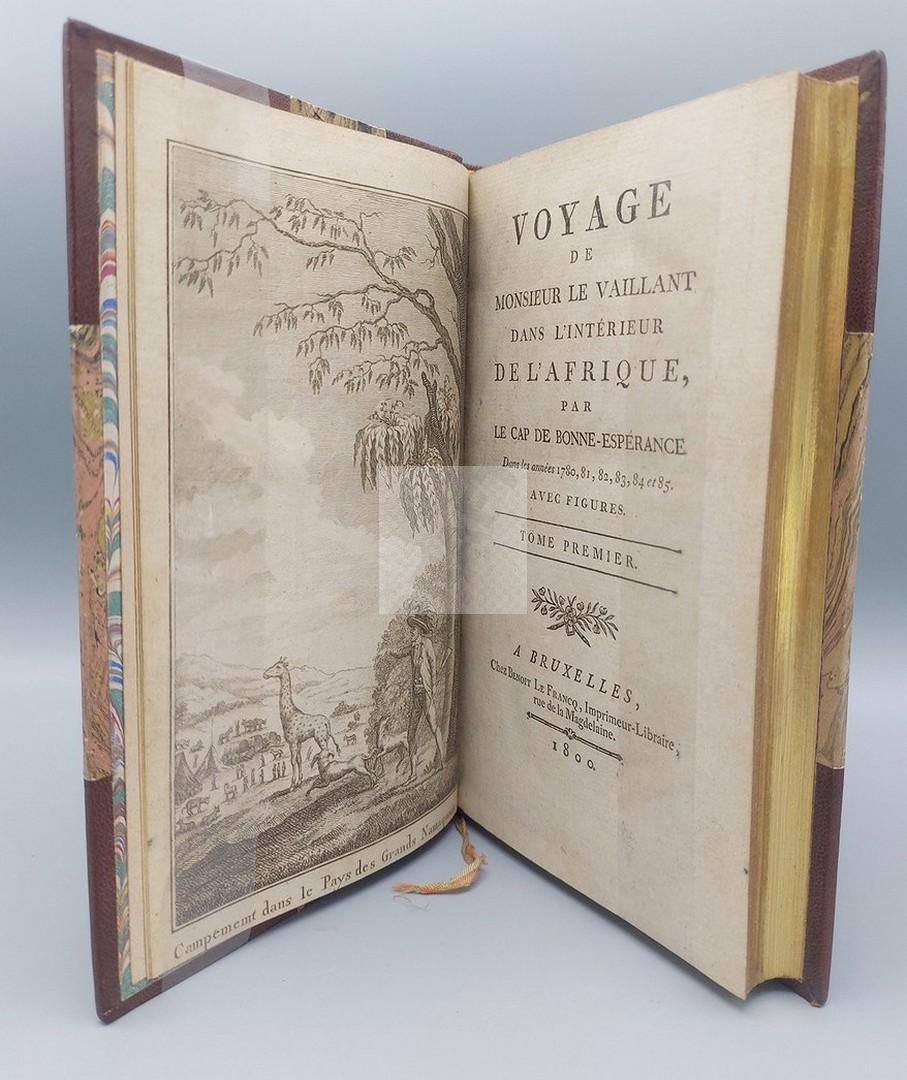 Campememt dans le Pays des Grands
VOYAGE
DE
MONSIEUR LE VAILLANT
DANS L'INTÉRIEUR
DE L'AFRIQUE,
PAR
LE CAP DE BONNE-ESPÉRANCE
Dans les années 1780, 81, 82, 83, 84 et 85.
AVEC FIGURES.
TOME PREMIER.
A BRUXELLES,
Chez BENOIT LE FRANCQ, Imprimeur-Libraire,
rue de la Magdelaine.
1800.